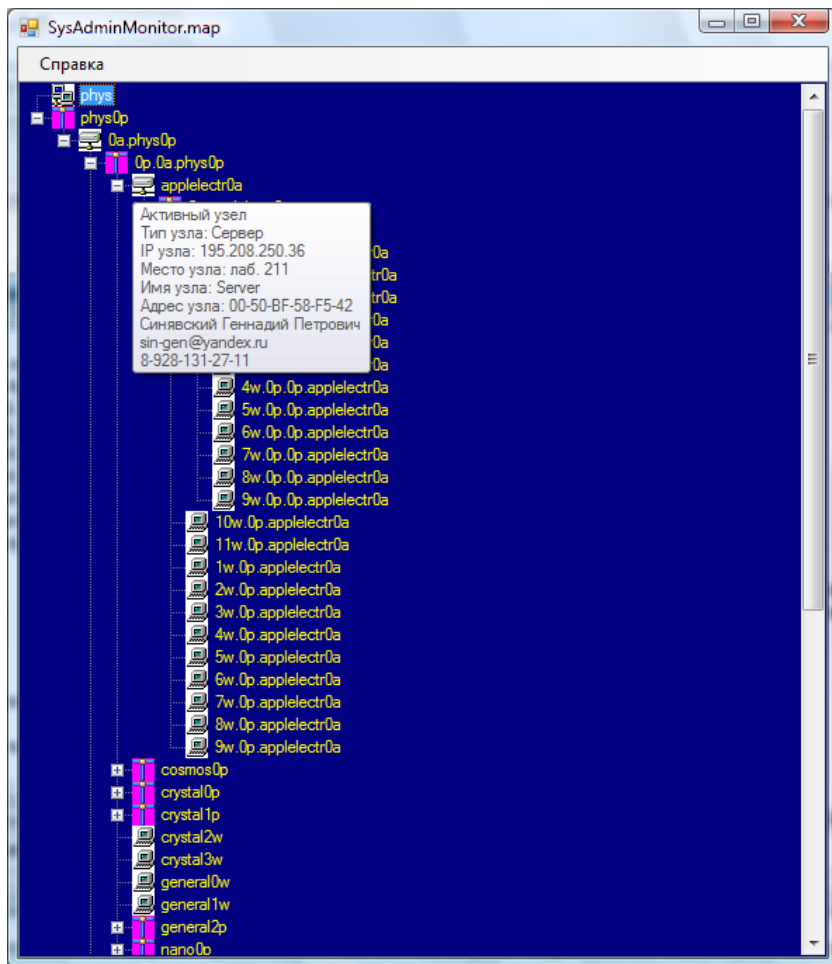 SysAdminMonitor.map
Справка
phys
phys0p
0a.phys0p
0p.0a.phys0p
applelectr0a
Активный узел
Тип узла: Сервер
IP узла: 195.208.250.36
Место узла: лаб. 211
Имя узла: Server
Адрес узла: 00-50-BF-58-F5-42
Синявский Геннадий Петрович
sin-gen@yandex.ru
8-928-131-27-11
0a
tr0a
tr0a
0a
0a
0a
4w.0p.0p.applelectr0a
5w.0p.0p.applelectr0a
6w.0p.0p.applelectr0a
7w.0p.0p.applelectr0a
8w.0p.0p.applelectr0a
9w.0p.0p.applelectr0a
10w.0p.applelectr0a
11w.0p.applelectr0a
1w.0p.applelectr0a
2w.0p.applelectr0a
3w.0p.applelectr0a
4w.0p.applelectr0a
5w.0p.applelectr0a
6w.0p.applelectr0a
7w.0p.applelectr0a
8w.0p.applelectr0a
9w.0p.applelectr0a
cosmos0p
crystal0p
crystal1p
crystal2w
crystal3w
general0w
general1w
general2p
nano0p